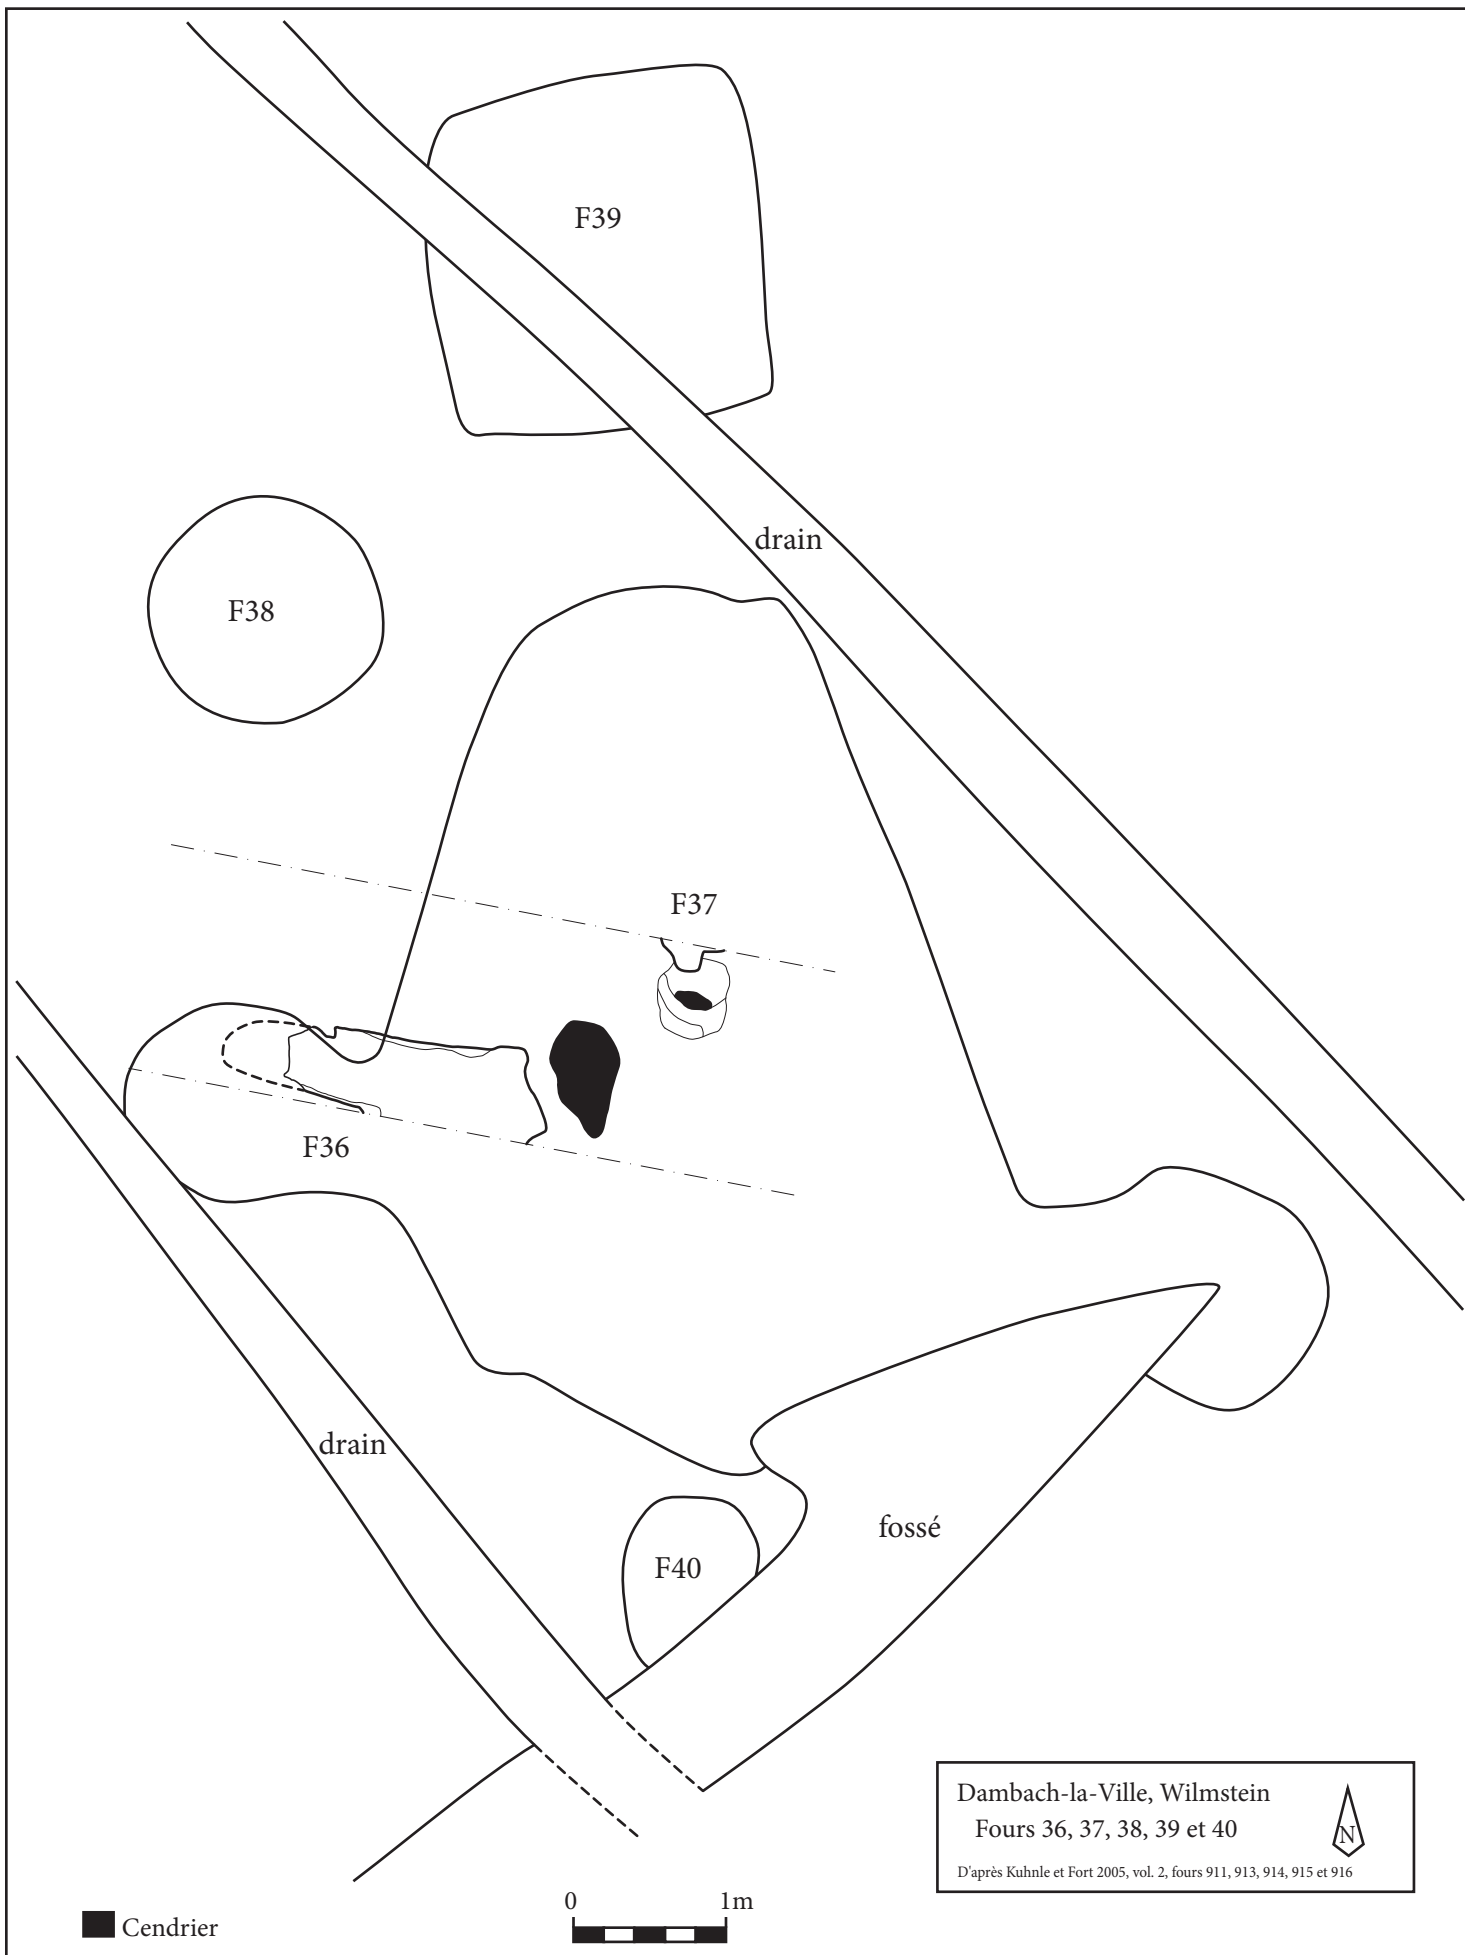 F39
drain
F38
F37
F36
drain
fossé
F40
Dambach-la-Ville, Wilmstein
Fours 36, 37, 38, 39 et 40
N
D'après Kuhnle et Fort 2005, vol. 2, fours 911, 913, 914, 915 et 916
0 1m
Cendrier